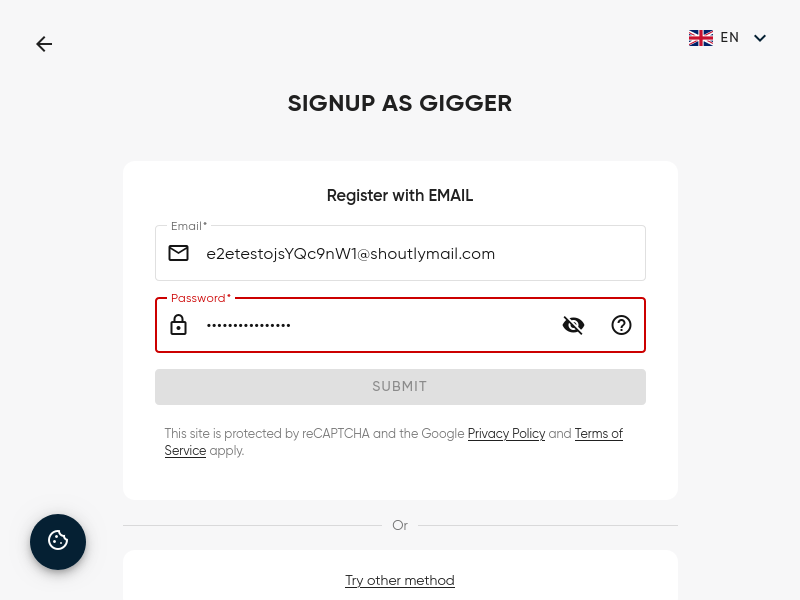 EN
SIGNUP AS GIGGER
Register with EMAIL
Email*
e2etestojsYQc9nW1@shoutlymail.com
Password*
••••••••••••••••
SUBMIT
This site is protected by reCAPTCHA and the Google Privacy Policy and Terms of
Service apply.
Or
Try other method